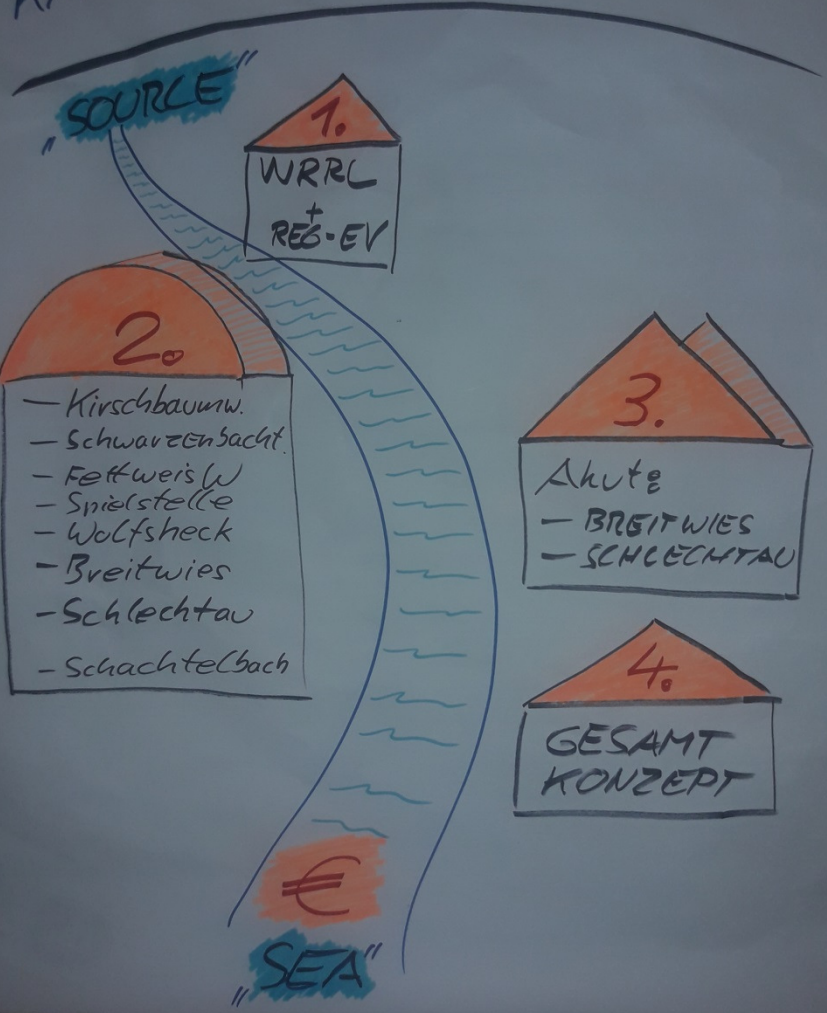 „SOURCE“
1.
WRRL
+
REG-EV
2.
— Kirschbaumw.
— Schwarzenbacht.
— Fettweis W
— Spielstelle
— Wolfsheck
— Breitwies
— Schlechtau
— Schachtelbach
3.
Akute
— BREITWIES
— SCHLECHTAU
4.
GESAMT
KONZEPT
€
„SEA“